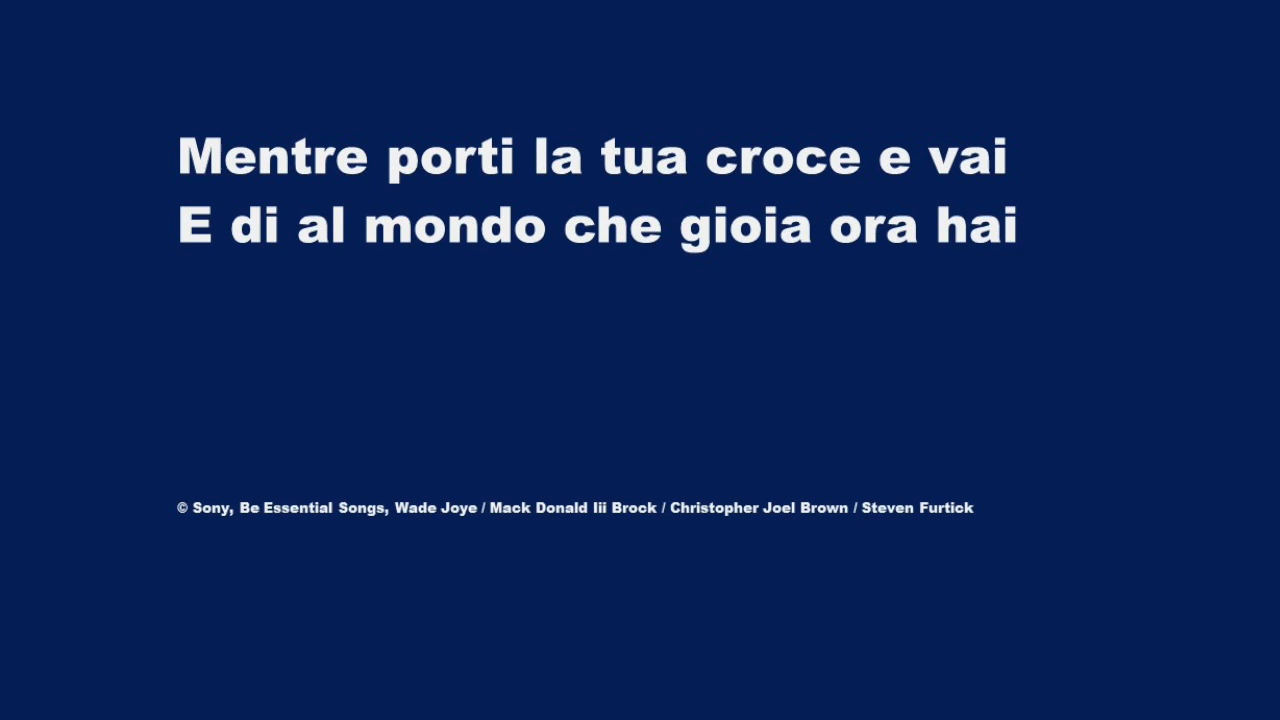 Mentre porti la tua croce e vai
E di al mondo che gioia ora hai
© Sony, Be Essential Songs, Wade Joye / Mack Donald Iii Brock / Christopher Joel Brown / Steven Furtick